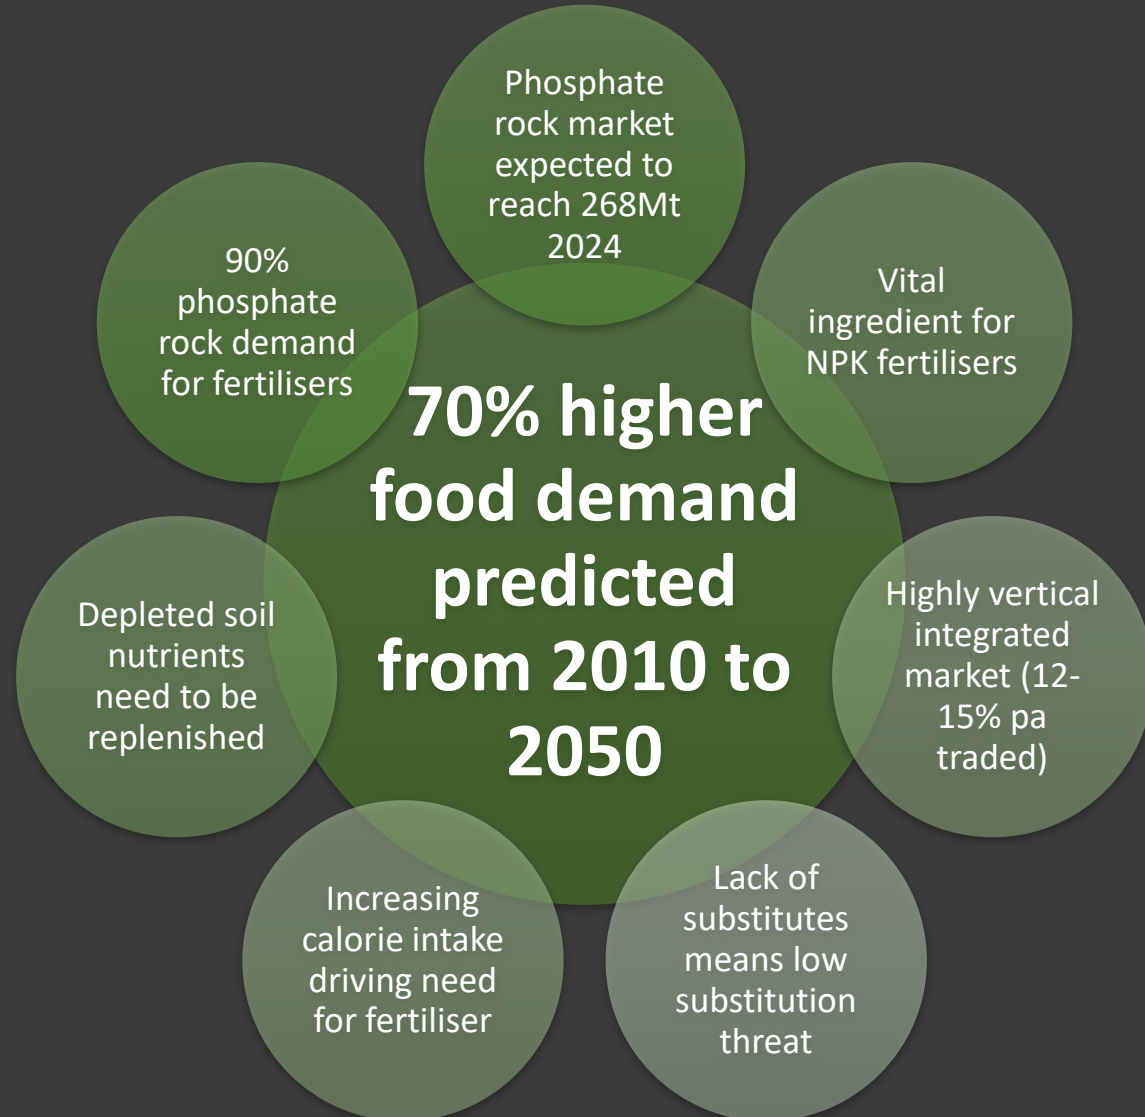 Phosphate
rock market
expected to
reach 268Mt
2024
Vital
ingredient for
NPK fertilisers
Highly vertical
integrated
market (12-
15% pa
traded)
Lack of
substitutes
means low
substitution
threat
Increasing
calorie intake
driving need
for fertiliser
Depleted soil
nutrients
need to be
replenished
90%
phosphate
rock demand
for fertilisers
70% higher
food demand
predicted
from 2010 to
2050